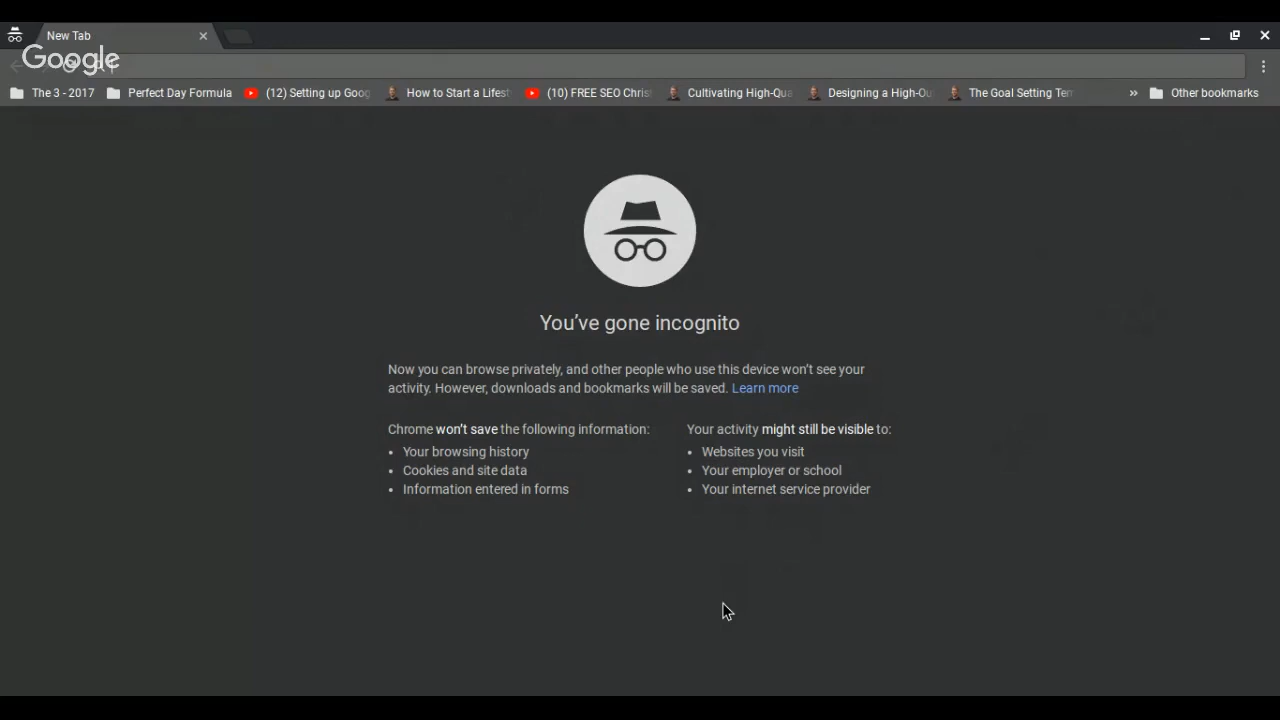 New Tab
Google
The 3 - 2017 Perfect Day Formula (12) Setting up Goog How to Start a Lifest (10) FREE SEO Chris Cultivating High-Qua Designing a High-Ou The Goal Setting Tem » Other bookmarks
You've gone incognito
Now you can browse privately, and other people who use this device won't see your
activity. However, downloads and bookmarks will be saved. Learn more
Chrome won't save the following information:
• Your browsing history
• Cookies and site data
• Information entered in forms
Your activity might still be visible to:
• Websites you visit
• Your employer or school
• Your internet service provider